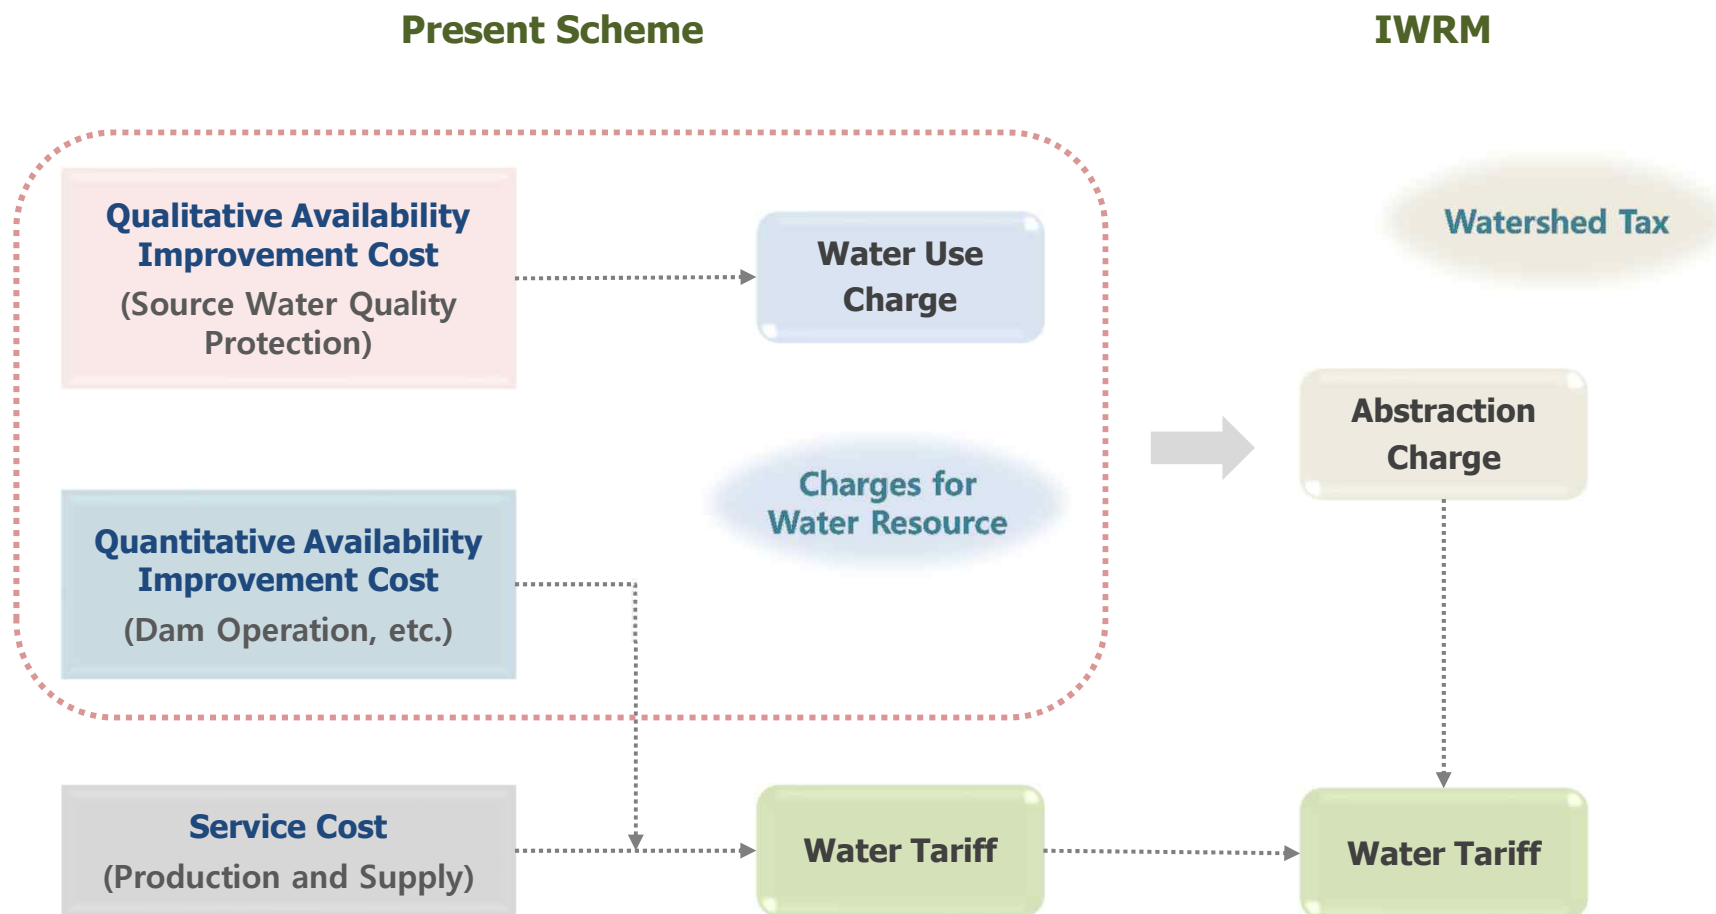 Present Scheme
IWRM
Qualitative Availability
Improvement Cost
(Source Water Quality
Protection)
Water Use
Charge
Watershed Tax
Abstraction
Charge
Charges for
Water Resource
Quantitative Availability
Improvement Cost
(Dam Operation, etc.)
Service Cost
(Production and Supply)
Water Tariff
Water Tariff